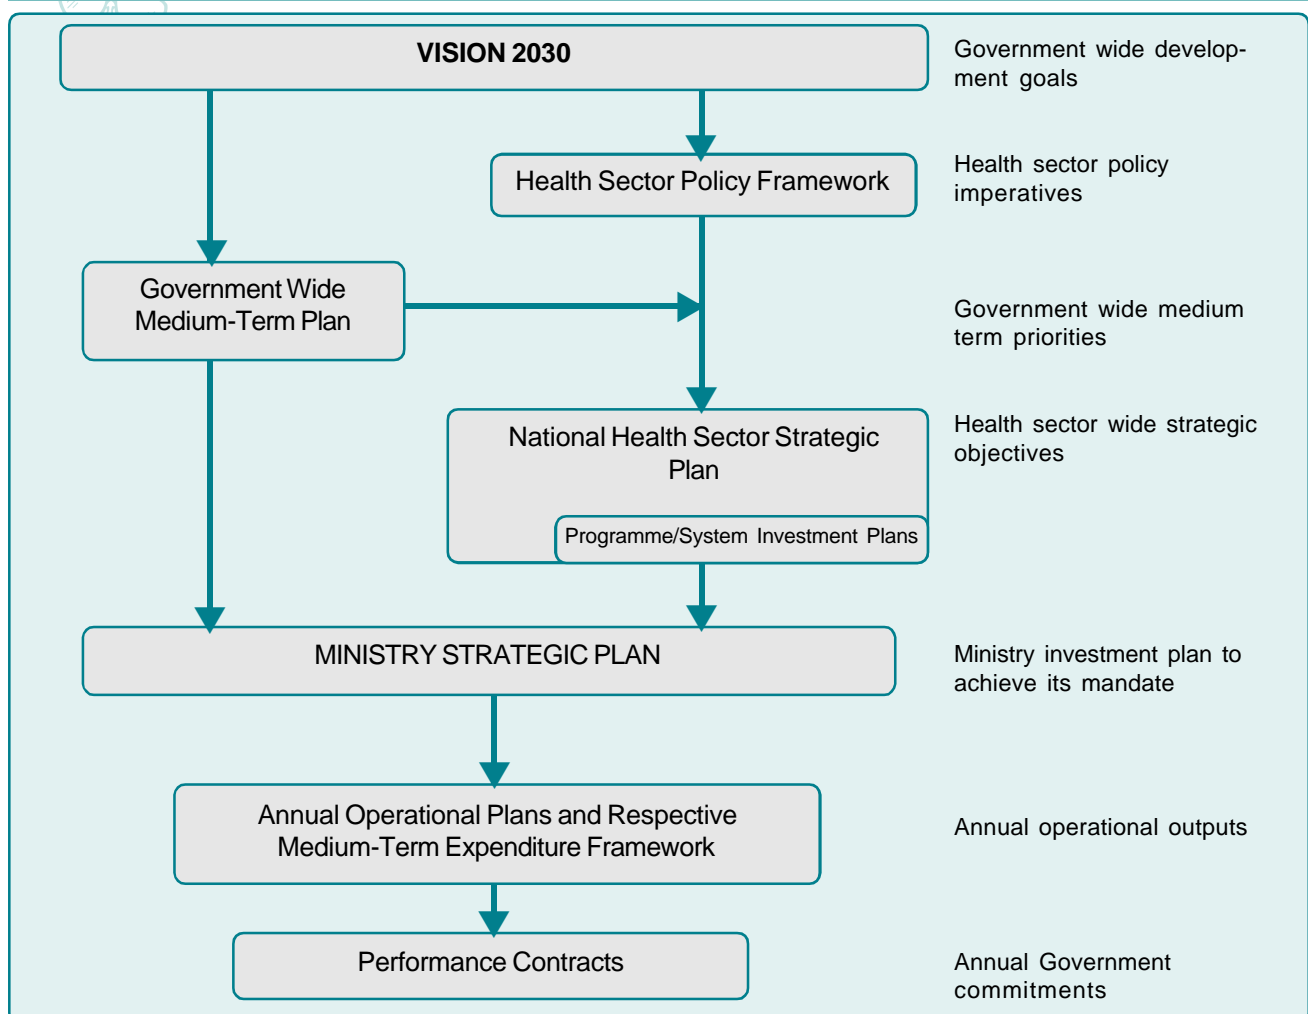 VISION 2030
Government wide develop-
ment goals
Health Sector Policy Framework
Health sector policy
imperatives
Government Wide
Medium-Term Plan
Government wide medium
term priorities
National Health Sector Strategic
Plan
Health sector wide strategic
objectives
Programme/System Investment Plans
MINISTRY STRATEGIC PLAN
Ministry investment plan to
achieve its mandate
Annual Operational Plans and Respective
Medium-Term Expenditure Framework
Annual operational outputs
Performance Contracts
Annual Government
commitments